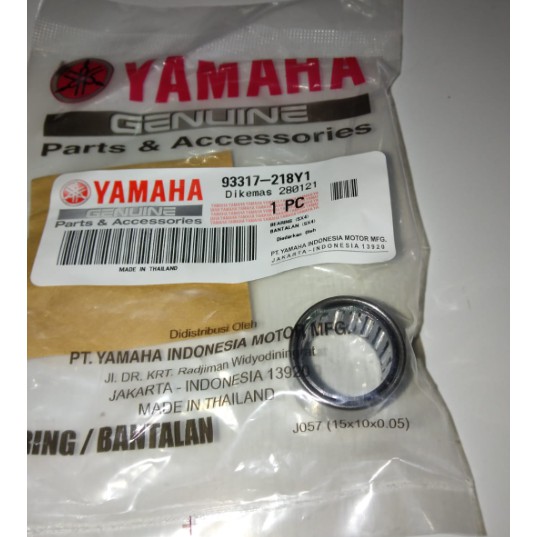 YAMAHA
GENUINE
Parts & Accessories
YAMAHA
GENUINE
Parts & Accessories
MADE IN THAILAND
93317-218Y1
Dikemas 280121
1 PC
BEARING (5X4)
BANTALAN (5X4)
Diedarkan Oleh
PT. YAMAHA INDONESIA MOTOR MFG.
JAKARTA - INDONESIA 13920
Didistribusi Oleh
PT. YAMAHA INDONESIA MOTOR MFG.
JL. DR. KRT. Radjiman Widyodiningrat
JAKARTA - INDONESIA 13920
MADE IN THAILAND
RING / BANTALAN
J057 (15x10x0.05)